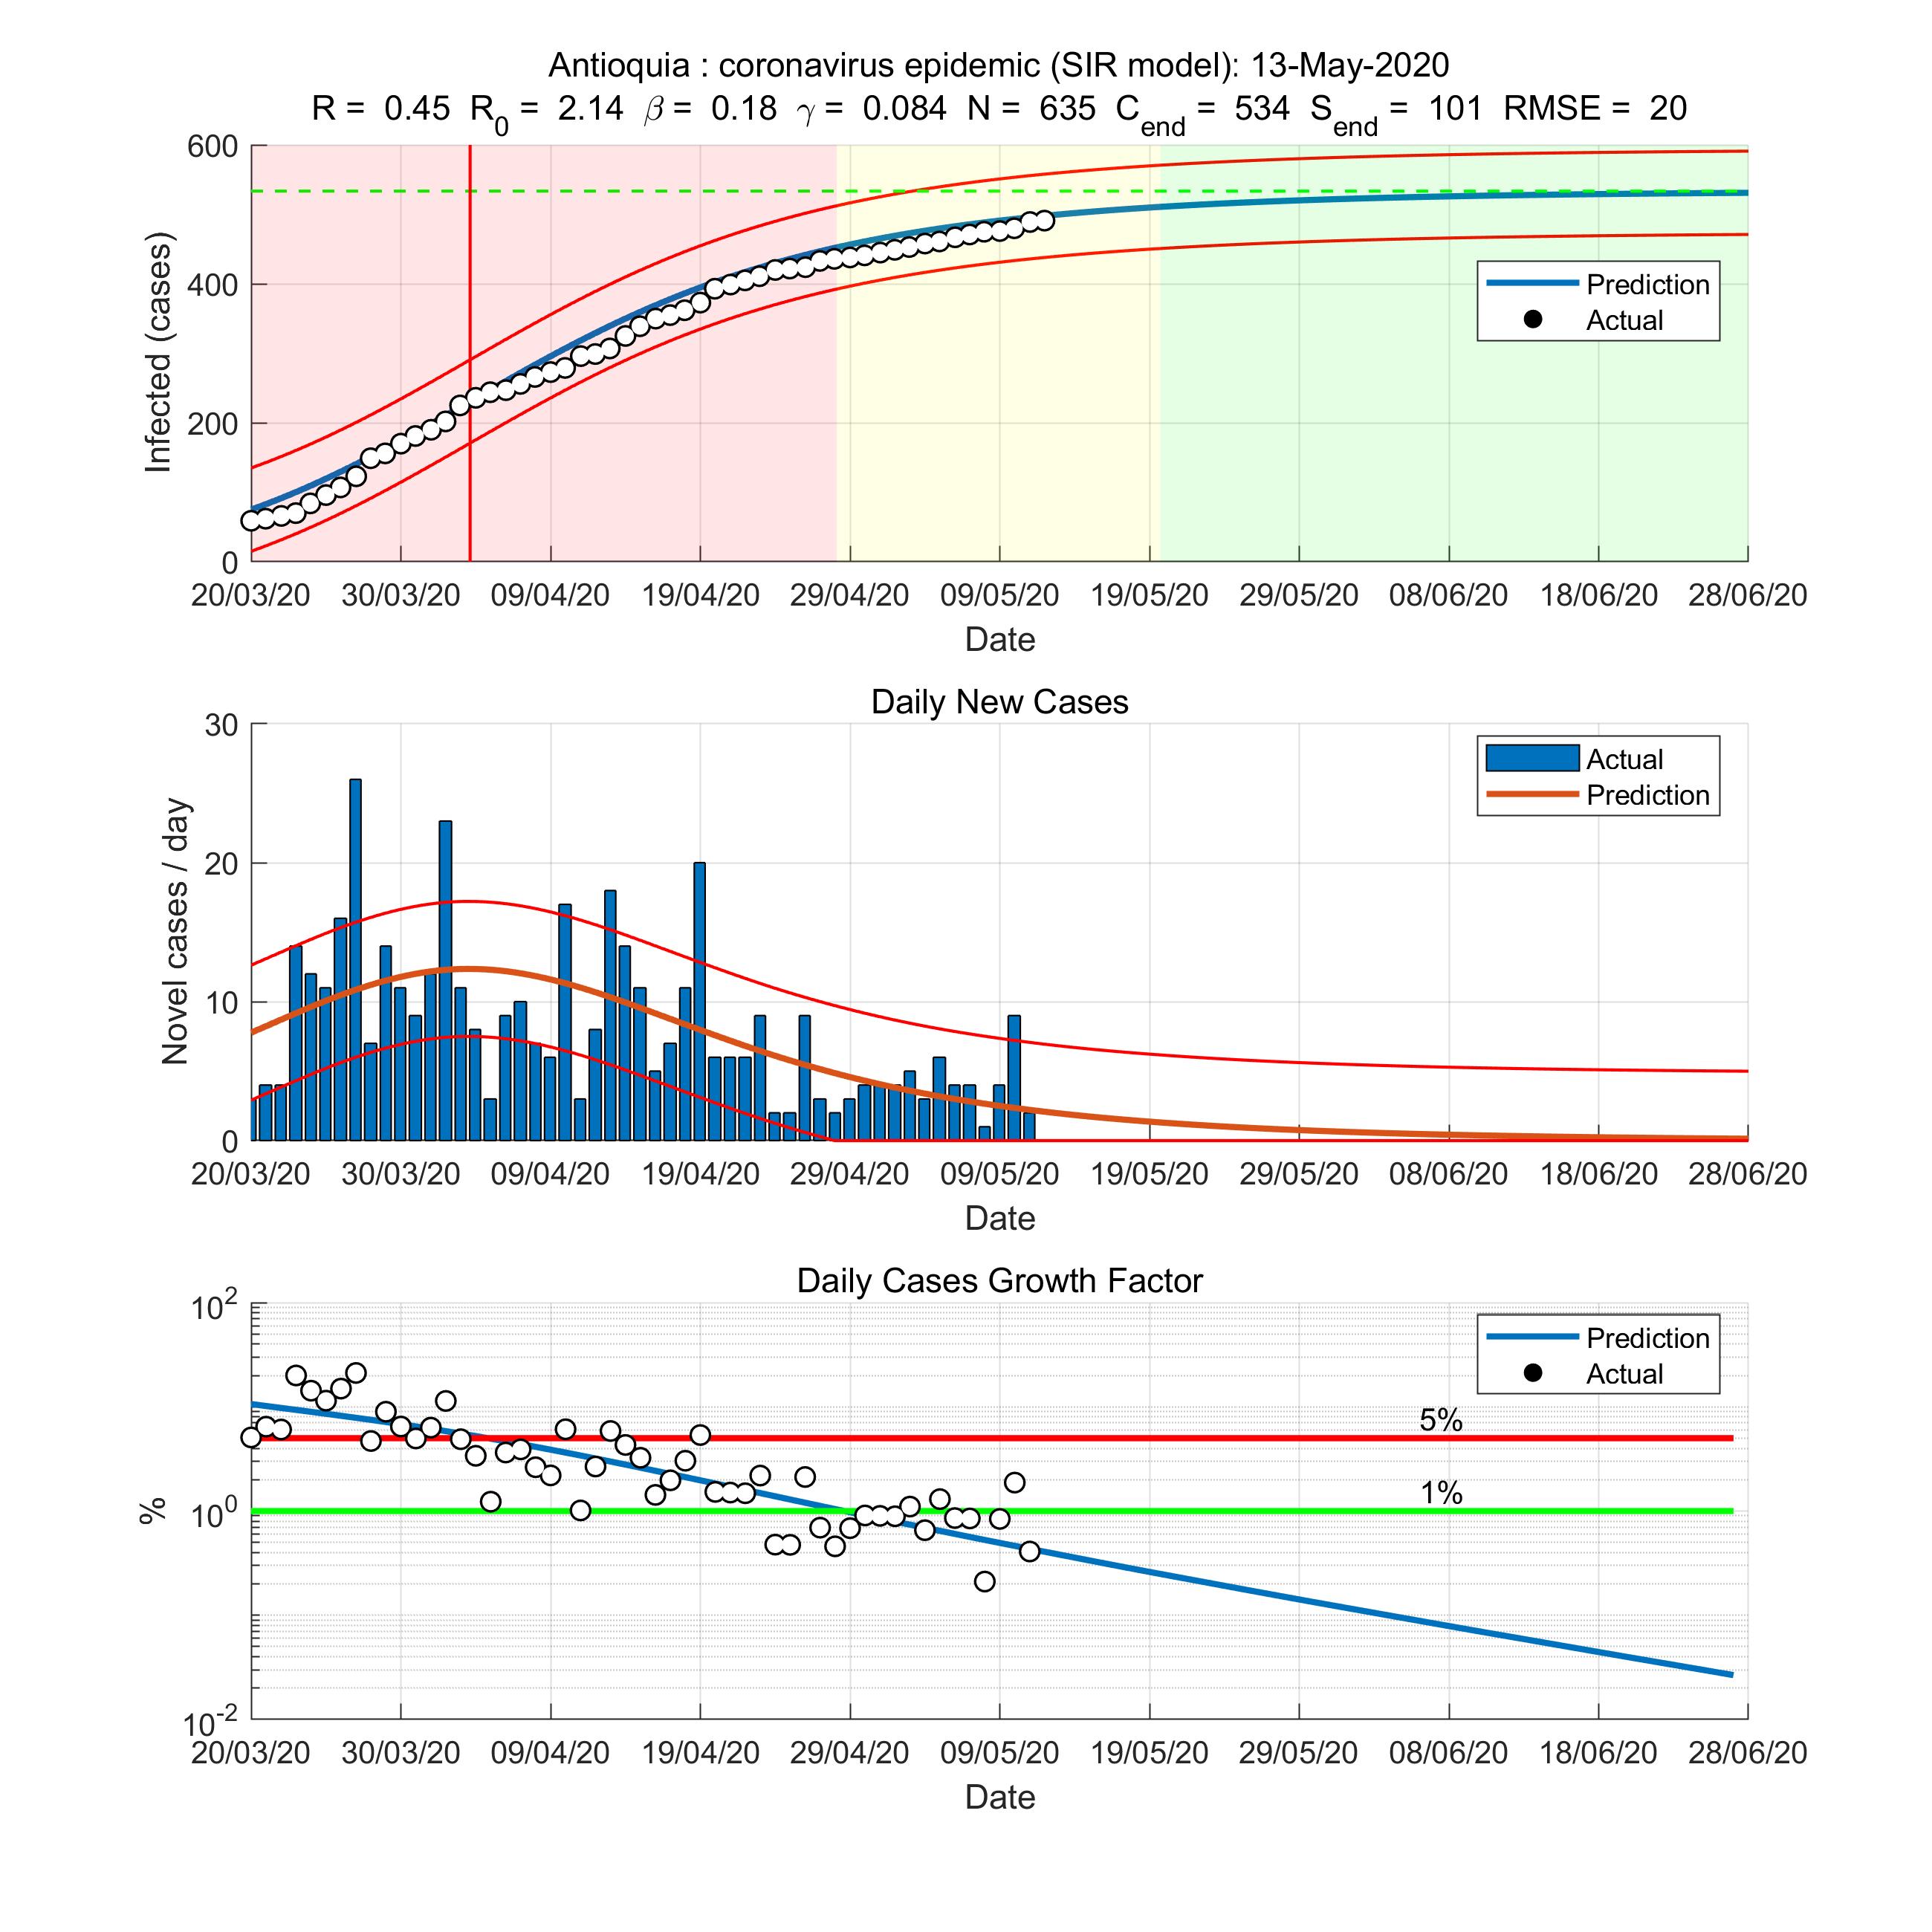 Antioquia : coronavirus epidemic (SIR model): 13-May-2020
R = 0.45 R0 = 2.14 β = 0.18 γ = 0.084 N = 635 Cend = 534 Send = 101 RMSE = 20
600
400
200
0
Infected (cases)
Prediction
Actual
20/03/20 30/03/20 09/04/20 19/04/20 29/04/20 09/05/20 19/05/20 29/05/20 08/06/20 18/06/20 28/06/20
Date
Daily New Cases
30
20
10
0
Novel cases / day
Actual
Prediction
20/03/20 30/03/20 09/04/20 19/04/20 29/04/20 09/05/20 19/05/20 29/05/20 08/06/20 18/06/20 28/06/20
Date
Daily Cases Growth Factor
10^2
10^0
10^-2
%
Prediction
Actual
5%
1%
20/03/20 30/03/20 09/04/20 19/04/20 29/04/20 09/05/20 19/05/20 29/05/20 08/06/20 18/06/20 28/06/20
Date